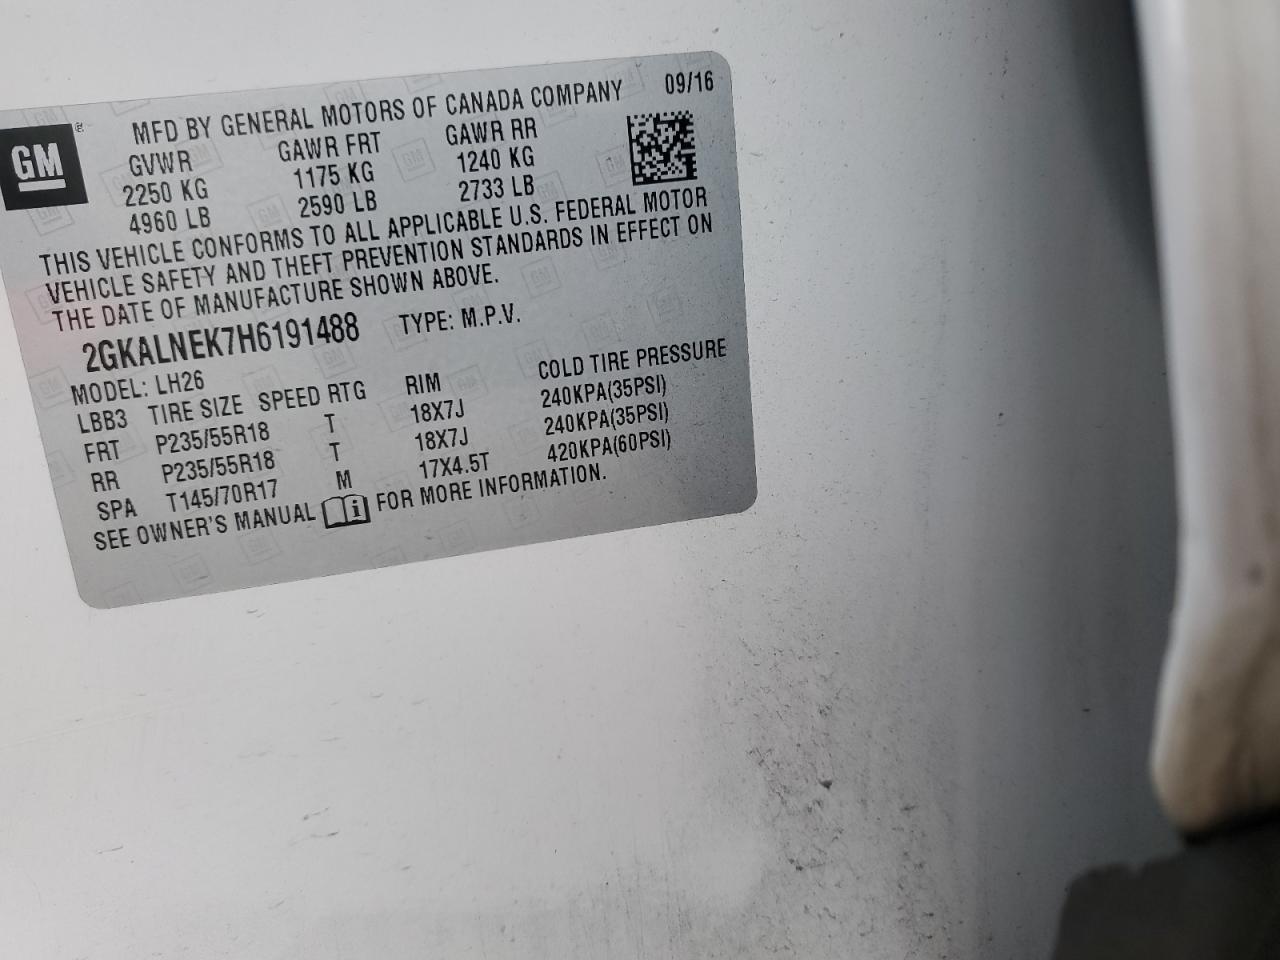 GM ®
MFD BY GENERAL MOTORS OF CANADA COMPANY 09/16
GVWR GAWR FRT GAWR RR
2250 KG 1175 KG 1240 KG
4960 LB 2590 LB 2733 LB
THIS VEHICLE CONFORMS TO ALL APPLICABLE U.S. FEDERAL MOTOR
VEHICLE SAFETY AND THEFT PREVENTION STANDARDS IN EFFECT ON
THE DATE OF MANUFACTURE SHOWN ABOVE.
2GKALNEK7H6191488 TYPE: M.P.V.
MODEL: LH26
LBB3 TIRE SIZE SPEED RTG RIM COLD TIRE PRESSURE
FRT P235/55R18 T 18X7J 240KPA(35PSI)
RR P235/55R18 T 18X7J 240KPA(35PSI)
SPA T145/70R17 M 17X4.5T 420KPA(60PSI)
SEE OWNER'S MANUAL i FOR MORE INFORMATION.